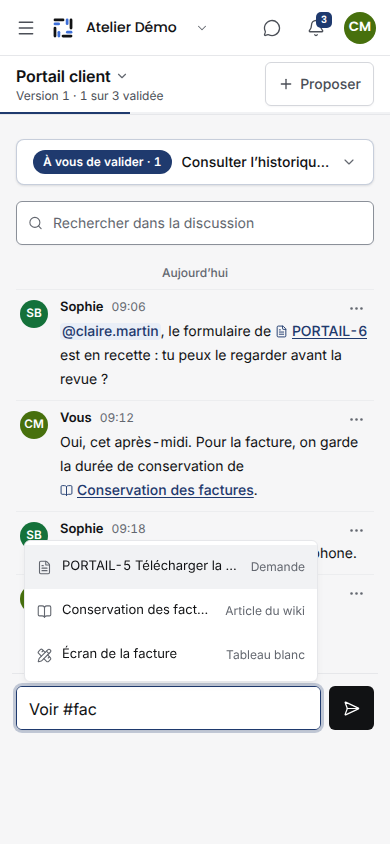 Atelier Démo
3
CM
Portail client
Version 1 · 1 sur 3 validée
Proposer
À vous de valider · 1
Consulter l’historiqu…
Rechercher dans la discussion
Aujourd’hui
SB
Sophie 09:06
@claire.martin, le formulaire de PORTAIL-6
est en recette : tu peux le regarder avant la
revue ?
CM
Vous 09:12
Oui, cet après-midi. Pour la facture, on garde
la durée de conservation de
Conservation des factures.
SB
Sophie 09:18
phone.
PORTAIL-5 Télécharger la … Demande
Conservation des fact… Article du wiki
Écran de la facture Tableau blanc
Voir #fac